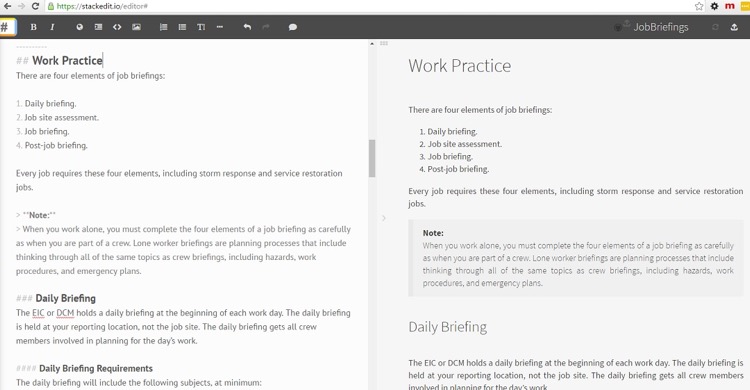 https://stackedit.io/editor#
#
B I
JobBriefings
----------
## Work Practice
There are four elements of job briefings:
1. Daily briefing.
2. Job site assessment.
3. Job briefing.
4. Post-job briefing.
Every job requires these four elements, including storm response and service restoration
jobs.
> **Note:**
> When you work alone, you must complete the four elements of a job briefing as carefully
as when you are part of a crew. Lone worker briefings are planning processes that include
thinking through all of the same topics as crew briefings, including hazards, work
procedures, and emergency plans.
### Daily Briefing
The EIC or DCM holds a daily briefing at the beginning of each work day. The daily briefing
is held at your reporting location, not the job site. The daily briefing gets all crew
members involved in planning for the day's work.
#### Daily Briefing Requirements
The daily briefing will include the following subjects, at minimum:
Work Practice
There are four elements of job briefings:
1. Daily briefing.
2. Job site assessment.
3. Job briefing.
4. Post-job briefing.
Every job requires these four elements, including storm response and service restoration
jobs.
Note:
When you work alone, you must complete the four elements of a job briefing as carefully
as when you are part of a crew. Lone worker briefings are planning processes that include
thinking through all of the same topics as crew briefings, including hazards, work
procedures, and emergency plans.
Daily Briefing
The EIC or DCM holds a daily briefing at the beginning of each work day. The daily briefing is
held at your reporting location, not the job site. The daily briefing gets all crew members
involved in planning for the day's work